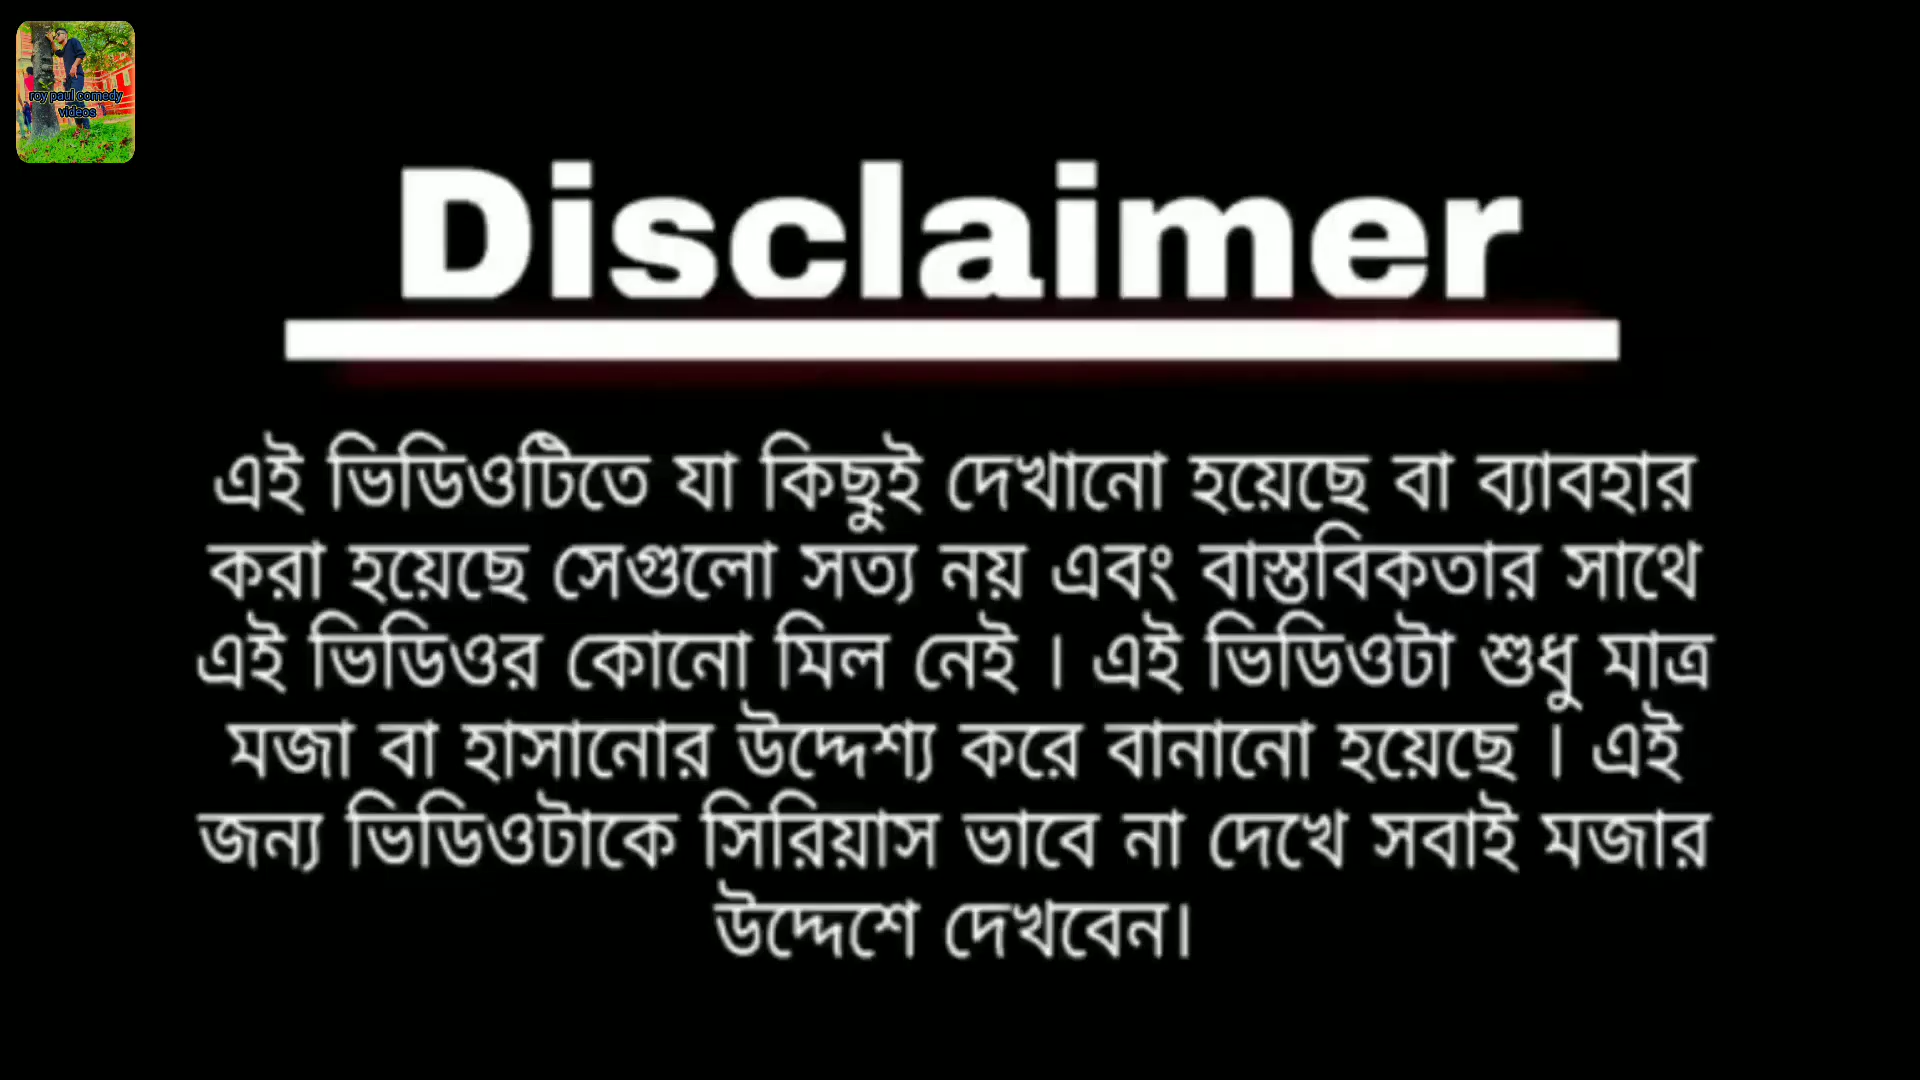 roy paul comedy
videos
Disclaimer
এই ভিডিওটিতে যা কিছুই দেখানো হয়েছে বা ব্যাবহার
করা হয়েছে সেগুলো সত্য নয় এবং বাস্তবিকতার সাথে
এই ভিডিওর কোনো মিল নেই । এই ভিডিওটা শুধু মাত্র
মজা বা হাসানোর উদ্দেশ্য করে বানানো হয়েছে । এই
জন্য ভিডিওটাকে সিরিয়াস ভাবে না দেখে সবাই মজার
উদ্দেশে দেখবেন।